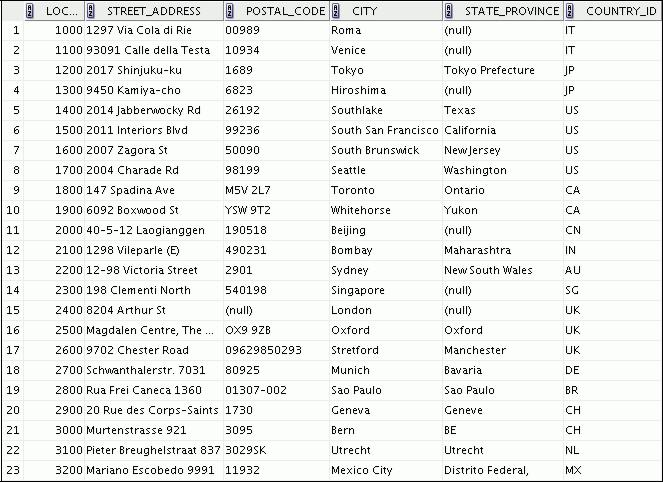 LOC... STREET_ADDRESS POSTAL_CODE CITY STATE_PROVINCE COUNTRY_ID
1 1000 1297 Via Cola di Rie 00989 Roma (null) IT
2 1100 93091 Calle della Testa 10934 Venice (null) IT
3 1200 2017 Shinjuku-ku 1689 Tokyo Tokyo Prefecture JP
4 1300 9450 Kamiya-cho 6823 Hiroshima (null) JP
5 1400 2014 Jabberwocky Rd 26192 Southlake Texas US
6 1500 2011 Interiors Blvd 99236 South San Francisco California US
7 1600 2007 Zagora St 50090 South Brunswick New Jersey US
8 1700 2004 Charade Rd 98199 Seattle Washington US
9 1800 147 Spadina Ave M5V 2L7 Toronto Ontario CA
10 1900 6092 Boxwood St YSW 9T2 Whitehorse Yukon CA
11 2000 40-5-12 Laogianggen 190518 Beijing (null) CN
12 2100 1298 Vileparle (E) 490231 Bombay Maharashtra IN
13 2200 12-98 Victoria Street 2901 Sydney New South Wales AU
14 2300 198 Clementi North 540198 Singapore (null) SG
15 2400 8204 Arthur St (null) London (null) UK
16 2500 Magdalen Centre, The ... OX9 9ZB Oxford Oxford UK
17 2600 9702 Chester Road 09629850293 Stretford Manchester UK
18 2700 Schwanthalerstr. 7031 80925 Munich Bavaria DE
19 2800 Rua Frei Caneca 1360 01307-002 Sao Paulo Sao Paulo BR
20 2900 20 Rue des Corps-Saints 1730 Geneva Geneve CH
21 3000 Murtenstrasse 921 3095 Bern BE CH
22 3100 Pieter Breughelstraat 837 3029SK Utrecht Utrecht NL
23 3200 Mariano Escobedo 9991 11932 Mexico City Distrito Federal, MX